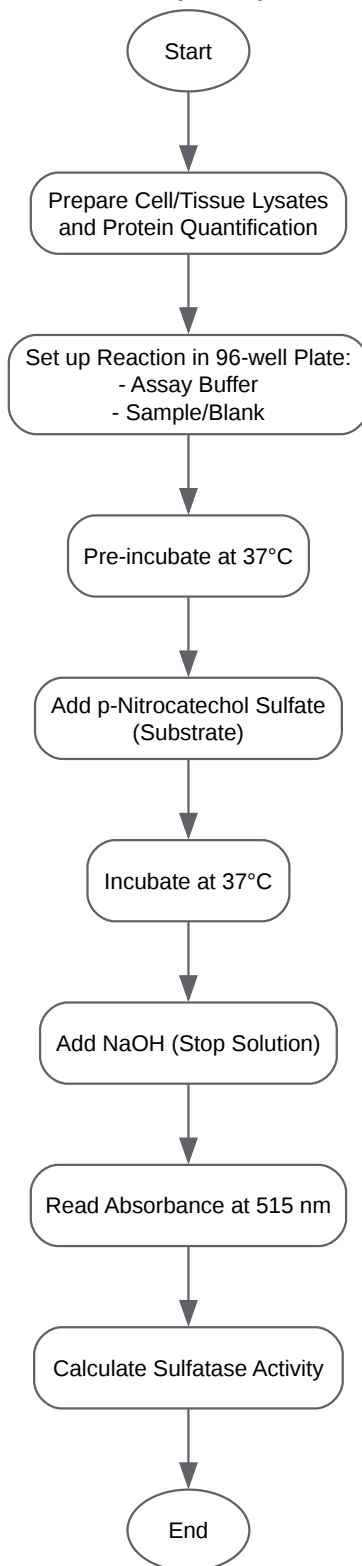 Start
Prepare Cell/Tissue Lysates
and Protein Quantification
Set up Reaction in 96-well Plate:
- Assay Buffer
- Sample/Blank
Pre-incubate at 37°C
Add p-Nitrocatechol Sulfate
(Substrate)
Incubate at 37°C
Add NaOH (Stop Solution)
Read Absorbance at 515 nm
Calculate Sulfatase Activity
End